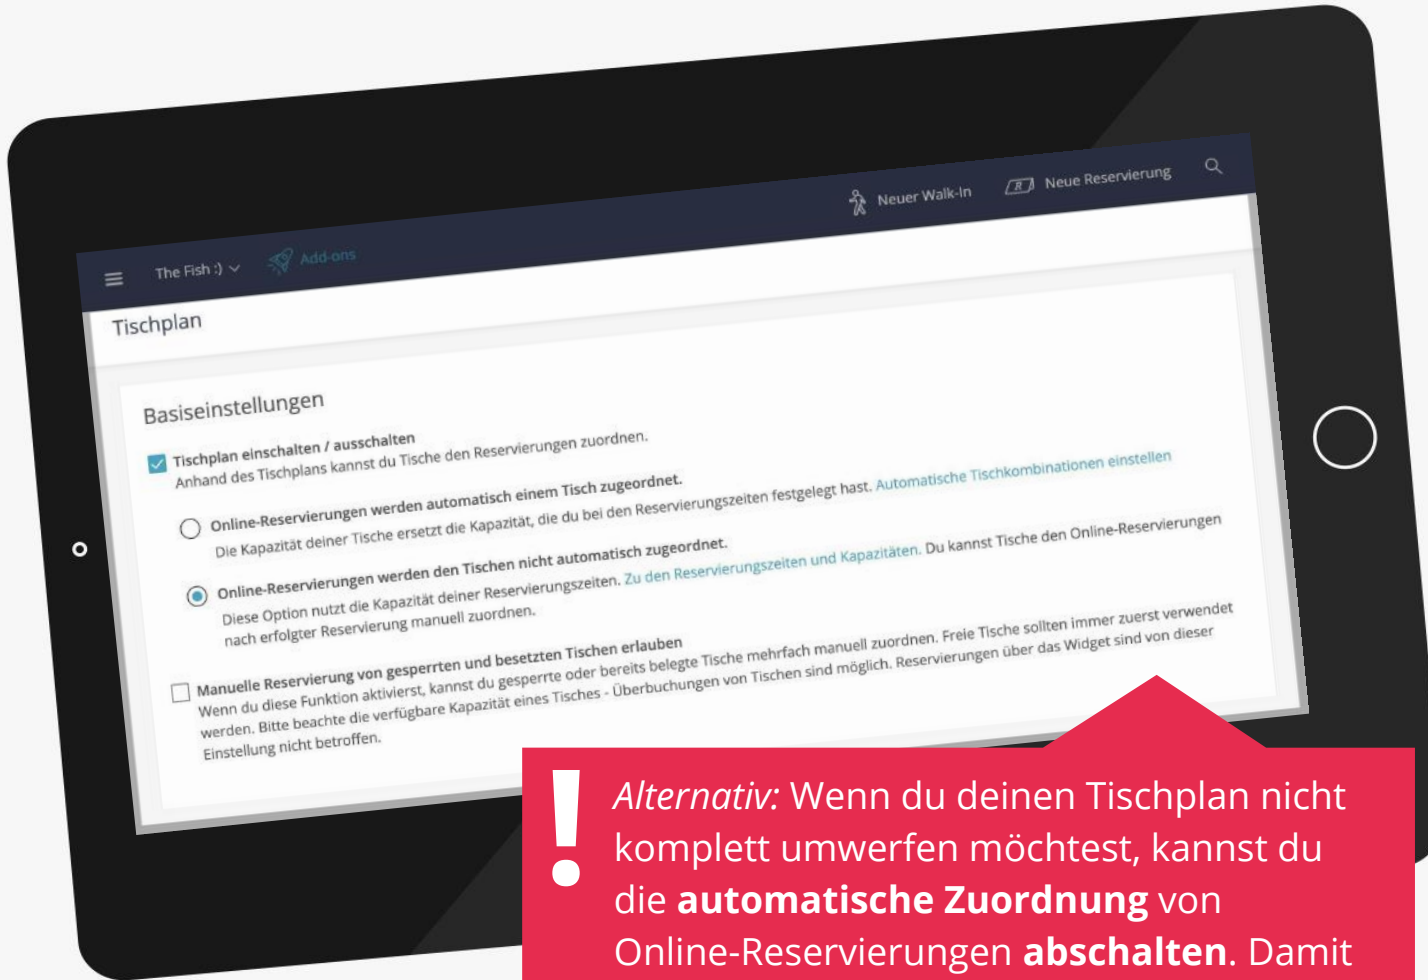 The Fish :)
Add-ons
Neuer Walk-In
Neue Reservierung
Tischplan
Basiseinstellungen
Tischplan einschalten / ausschalten
Anhand des Tischplans kannst du Tische den Reservierungen zuordnen.
Online-Reservierungen werden automatisch einem Tisch zugeordnet.
Die Kapazität deiner Tische ersetzt die Kapazität, die du bei den Reservierungszeiten festgelegt hast. Automatische Tischkombinationen einstellen
Online-Reservierungen werden den Tischen nicht automatisch zugeordnet.
Diese Option nutzt die Kapazität deiner Reservierungszeiten. Zu den Reservierungszeiten und Kapazitäten. Du kannst Tische den Online-Reservierungen
nach erfolgter Reservierung manuell zuordnen.
Manuelle Reservierung von gesperrten und besetzten Tischen erlauben
Wenn du diese Funktion aktivierst, kannst du gesperrte oder bereits belegte Tische mehrfach manuell zuordnen. Freie Tische sollten immer zuerst verwendet
werden. Bitte beachte die verfügbare Kapazität eines Tisches - Überbuchungen von Tischen sind möglich. Reservierungen über das Widget sind von dieser
Einstellung nicht betroffen.
! Alternativ: Wenn du deinen Tischplan nicht
komplett umwerfen möchtest, kannst du
die automatische Zuordnung von
Online-Reservierungen abschalten. Damit